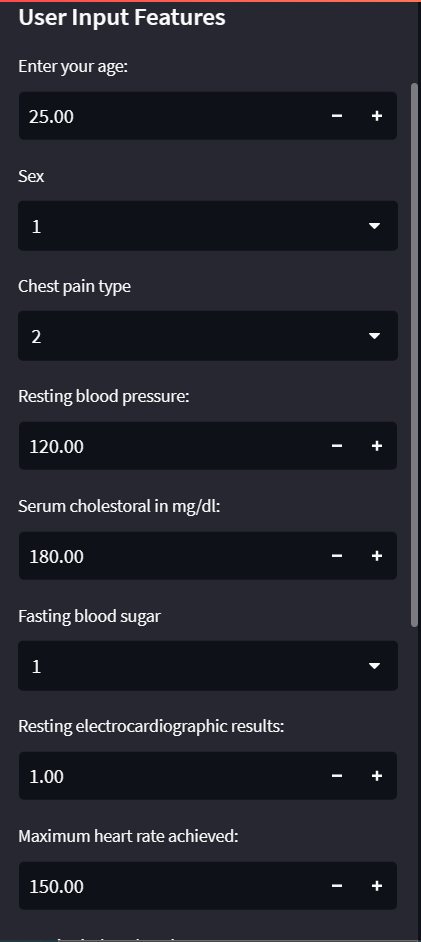 User Input Features
Enter your age:
25.00
Sex
1
Chest pain type
2
Resting blood pressure:
120.00
Serum cholestoral in mg/dl:
180.00
Fasting blood sugar
1
Resting electrocardiographic results:
1.00
Maximum heart rate achieved:
150.00